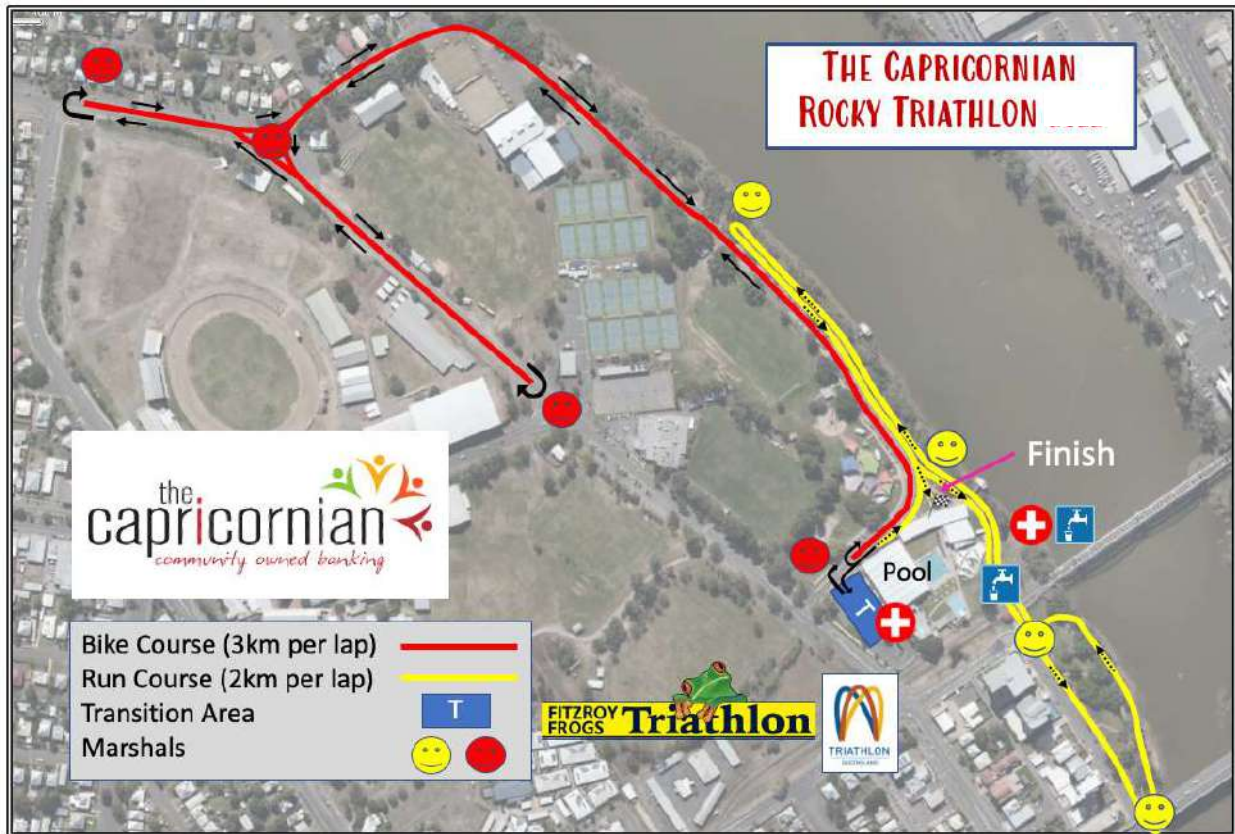 THE CAPRICORNIAN
ROCKY TRIATHLON
Finish
Pool
T
the
capricornian
community owned banking
Bike Course (3km per lap)
Run Course (2km per lap)
Transition Area
T
Marshals
FITZROY
FROGS Triathlon
TRIATHLON
QUEENSLAND